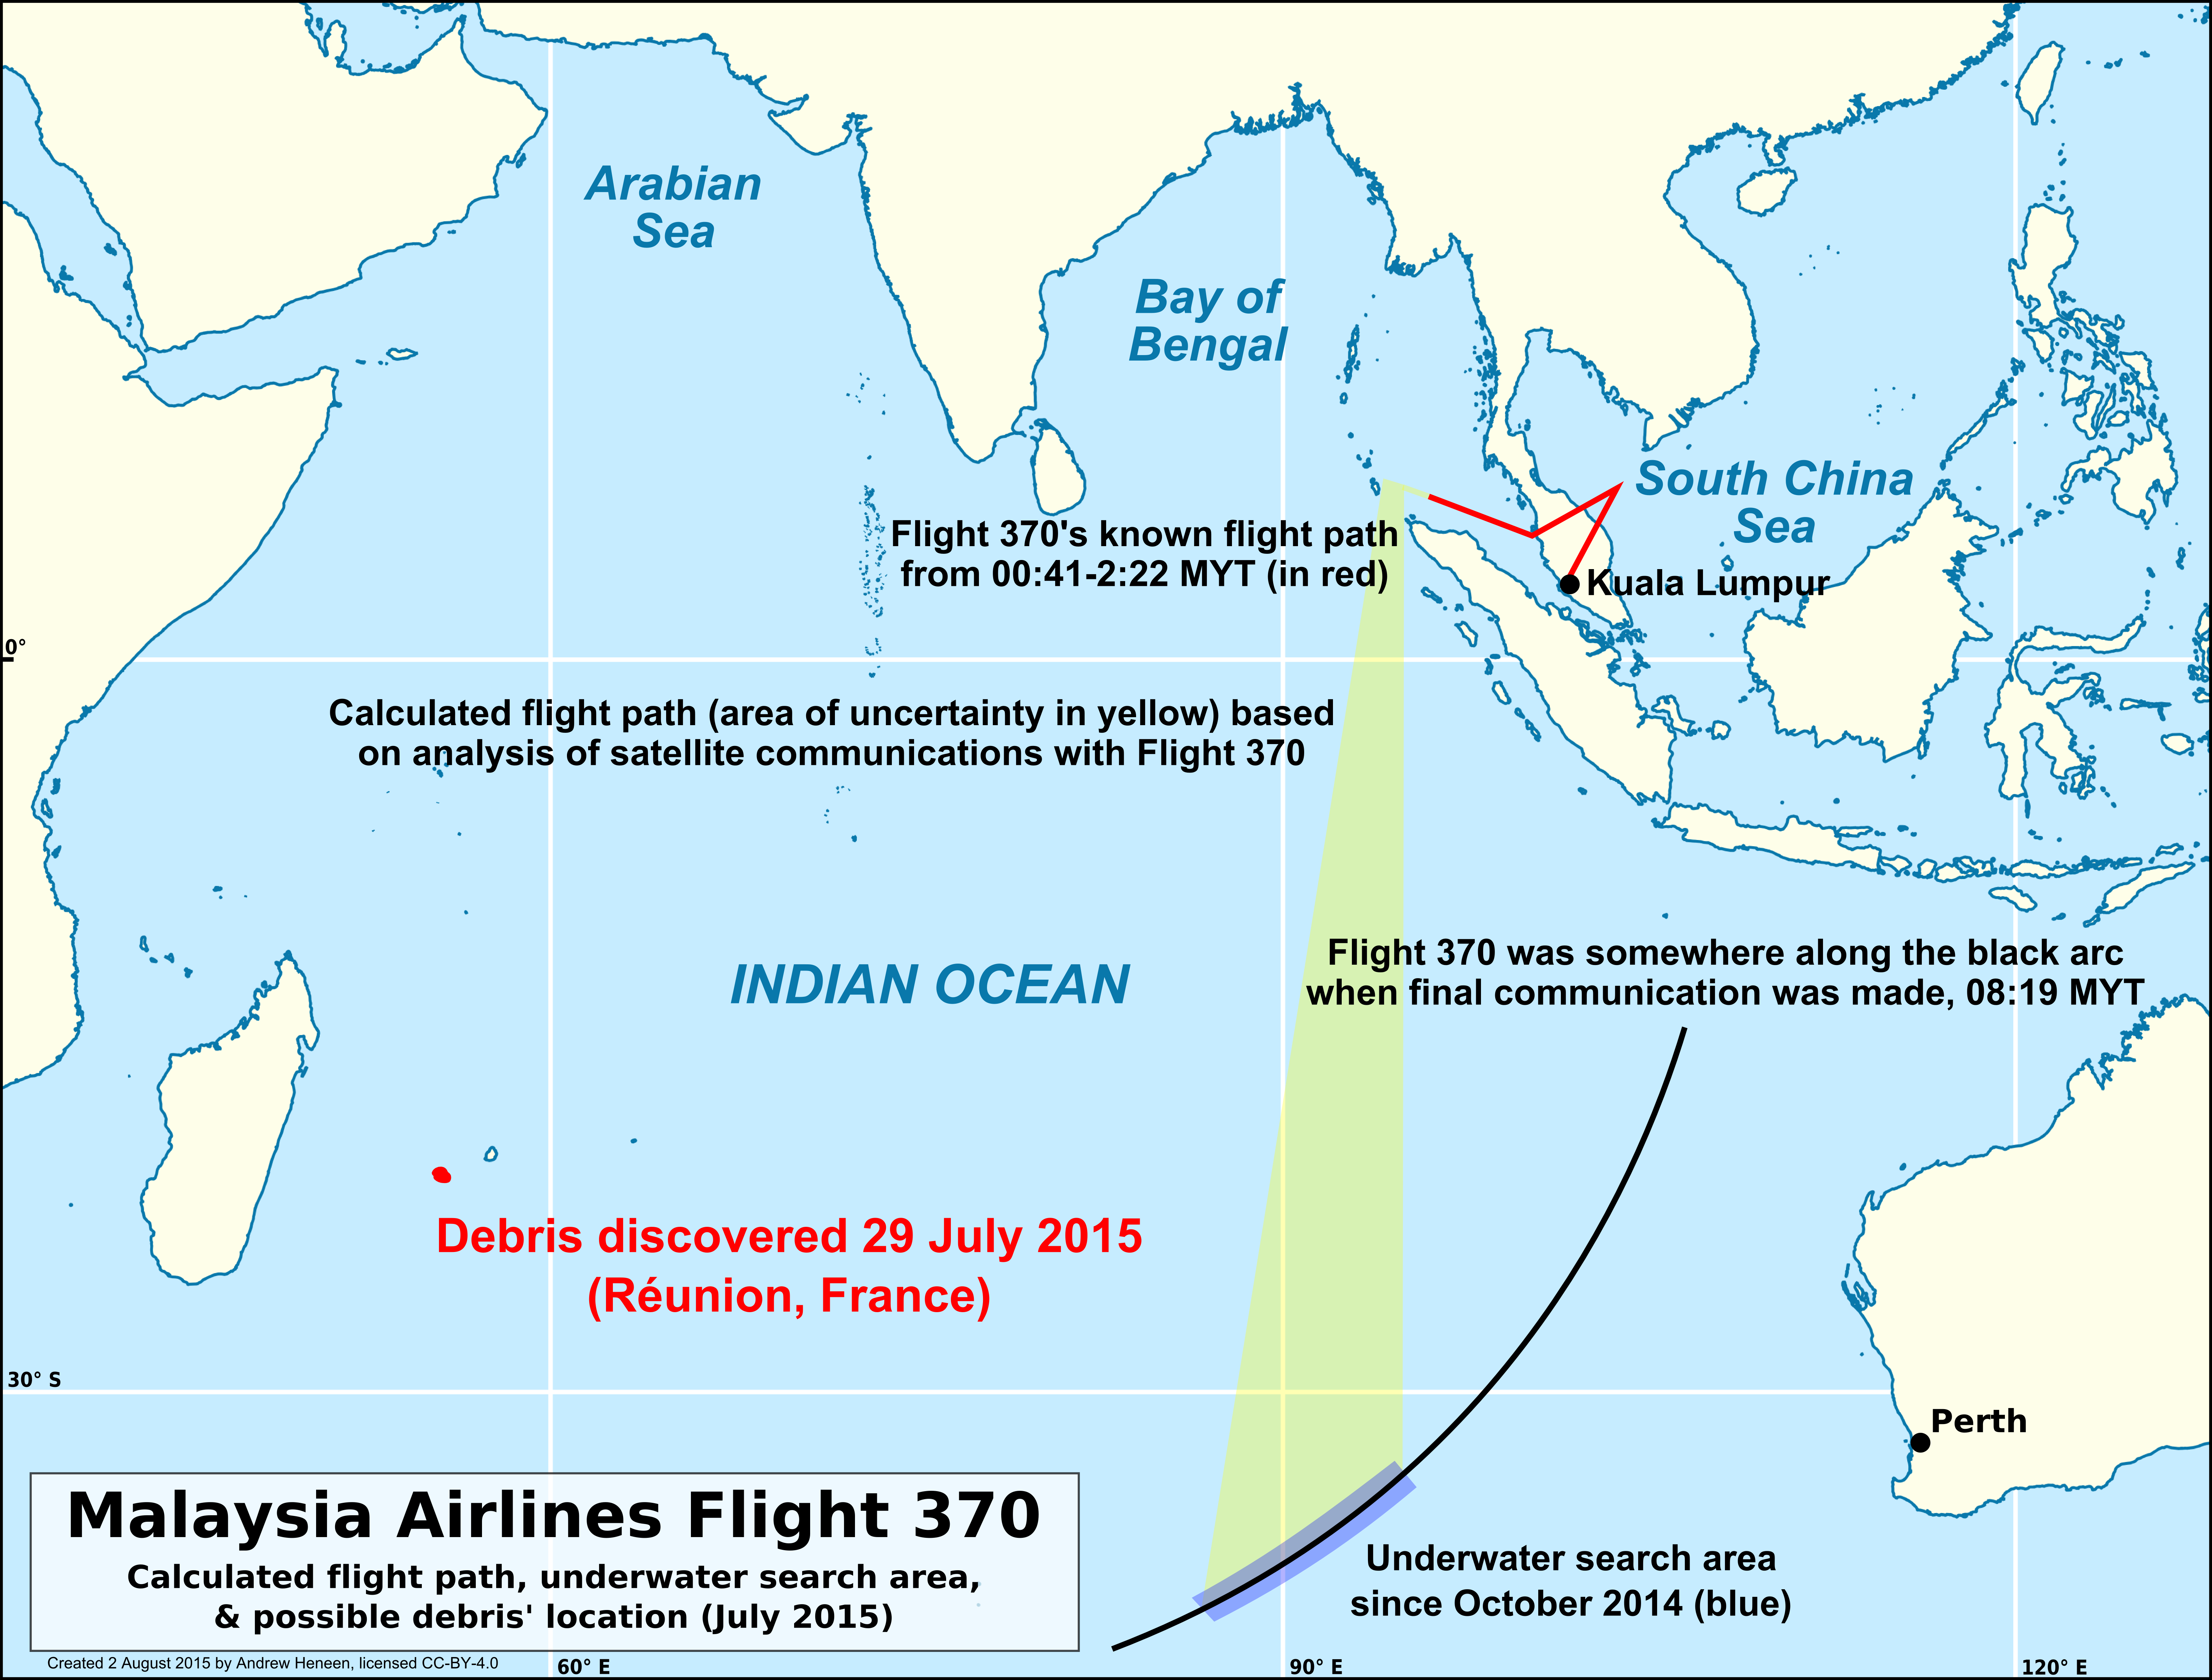 Arabian
Sea
Bay of
Bengal
South China
Sea
Flight 370's known flight path
from 00:41-2:22 MYT (in red)
Kuala Lumpur
0°
Calculated flight path (area of uncertainty in yellow) based
on analysis of satellite communications with Flight 370
INDIAN OCEAN
Flight 370 was somewhere along the black arc
when final communication was made, 08:19 MYT
Debris discovered 29 July 2015
(Réunion, France)
30° S
Perth
Malaysia Airlines Flight 370
Calculated flight path, underwater search area,
& possible debris' location (July 2015)
Underwater search area
since October 2014 (blue)
Created 2 August 2015 by Andrew Heneen, licensed CC-BY-4.0
60° E
90° E
120° E